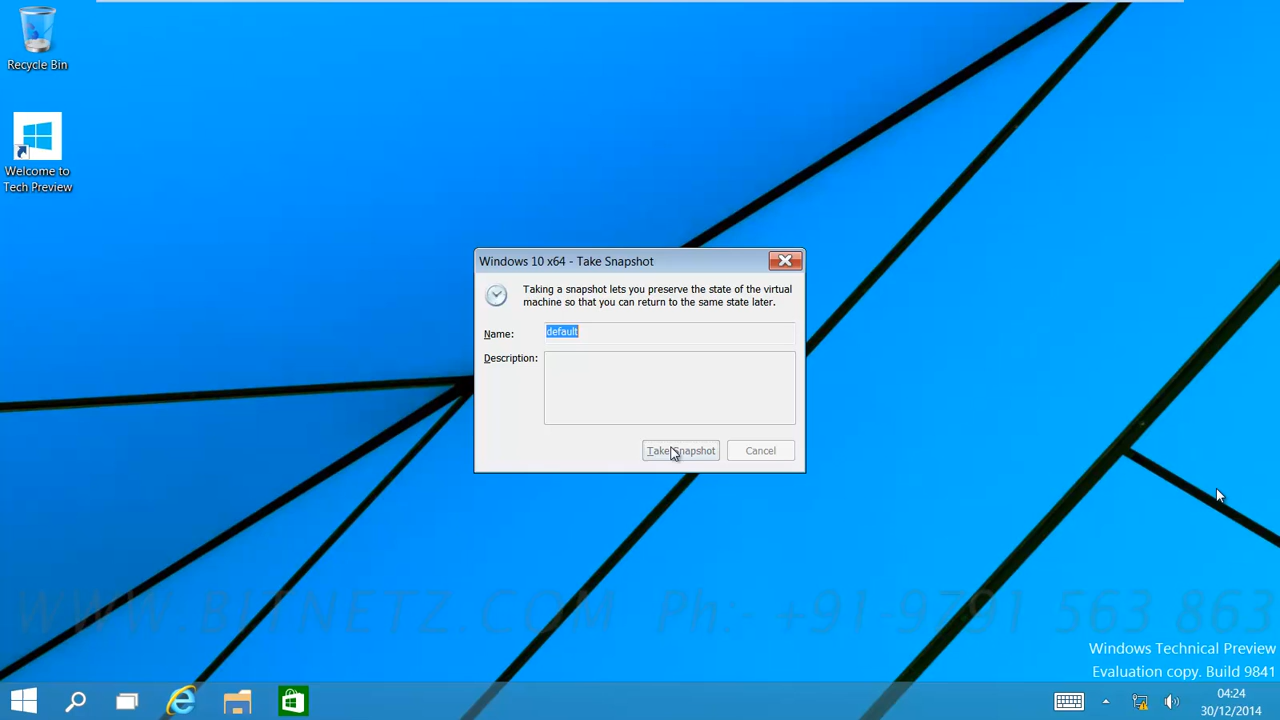 Recycle Bin
Welcome to
Tech Preview
Windows 10 x64 - Take Snapshot
Taking a snapshot lets you preserve the state of the virtual
machine so that you can return to the same state later.
Name:
default
Description:
Take Snapshot
Cancel
WWW.BITNETZ.COM Ph:- +91-9791 563 863
Windows Technical Preview
Evaluation copy. Build 9841
04:24
30/12/2014